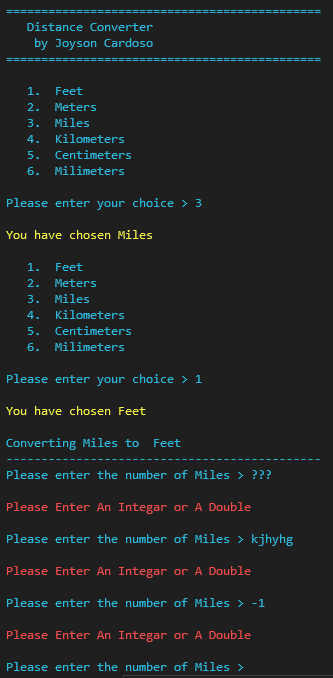 =============================================
Distance Converter
by Joyson Cardoso
=============================================
1. Feet
2. Meters
3. Miles
4. Kilometers
5. Centimeters
6. Milimeters
Please enter your choice > 3
You have chosen Miles
1. Feet
2. Meters
3. Miles
4. Kilometers
5. Centimeters
6. Milimeters
Please enter your choice > 1
You have chosen Feet
Converting Miles to  Feet
---------------------------------------------
Please enter the number of Miles > ???
Please Enter An Integar or A Double
Please enter the number of Miles > kjhyhg
Please Enter An Integar or A Double
Please enter the number of Miles > -1
Please Enter An Integar or A Double
Please enter the number of Miles >